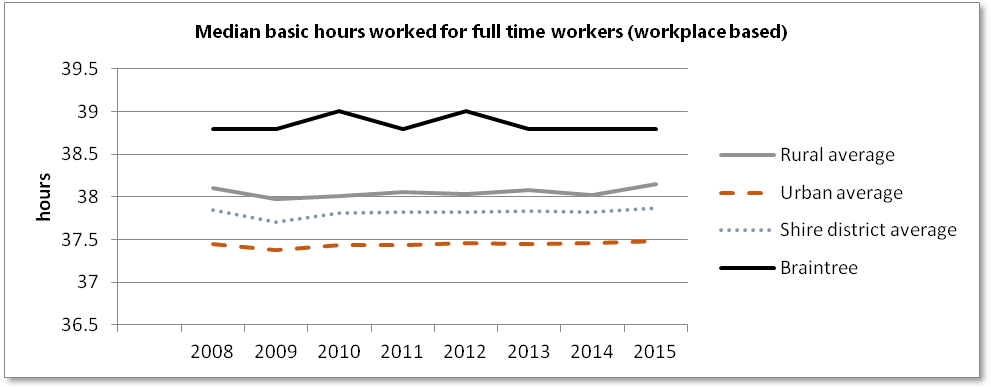 Median basic hours worked for full time workers (workplace based)
hours
39.5
39
38.5
38
37.5
37
36.5
2008 2009 2010 2011 2012 2013 2014 2015
Rural average
Urban average
Shire district average
Braintree